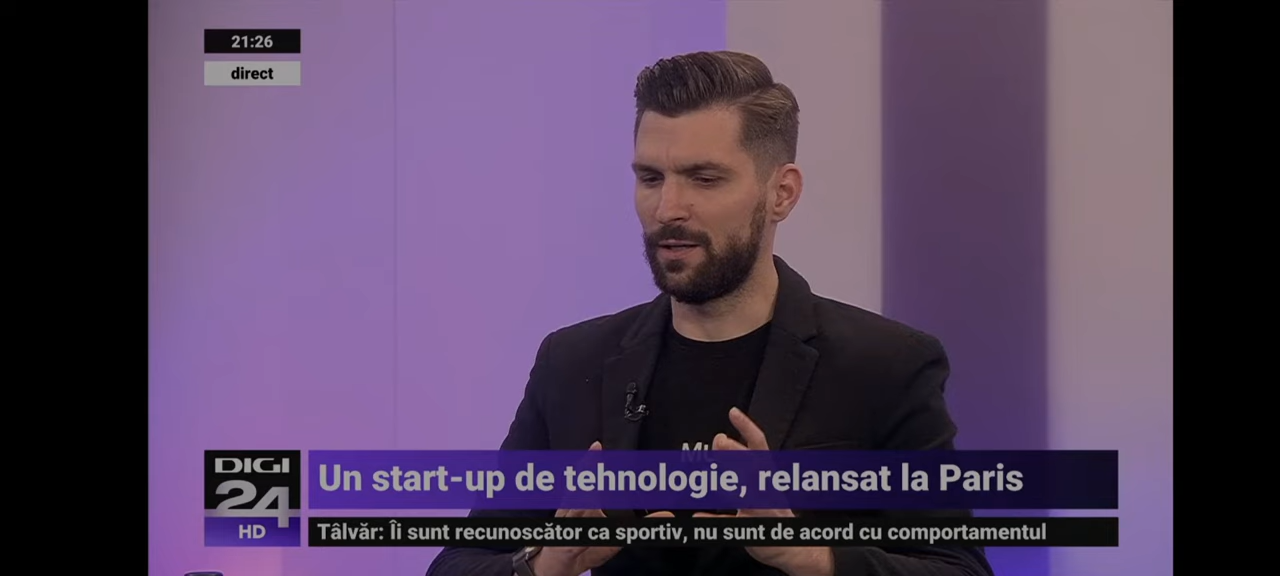 21:26
direct
MU
DIGI
24
HD
Un start-up de tehnologie, relansat la Paris
Tâlvăr: Îi sunt recunoscător ca sportiv, nu sunt de acord cu comportamentul